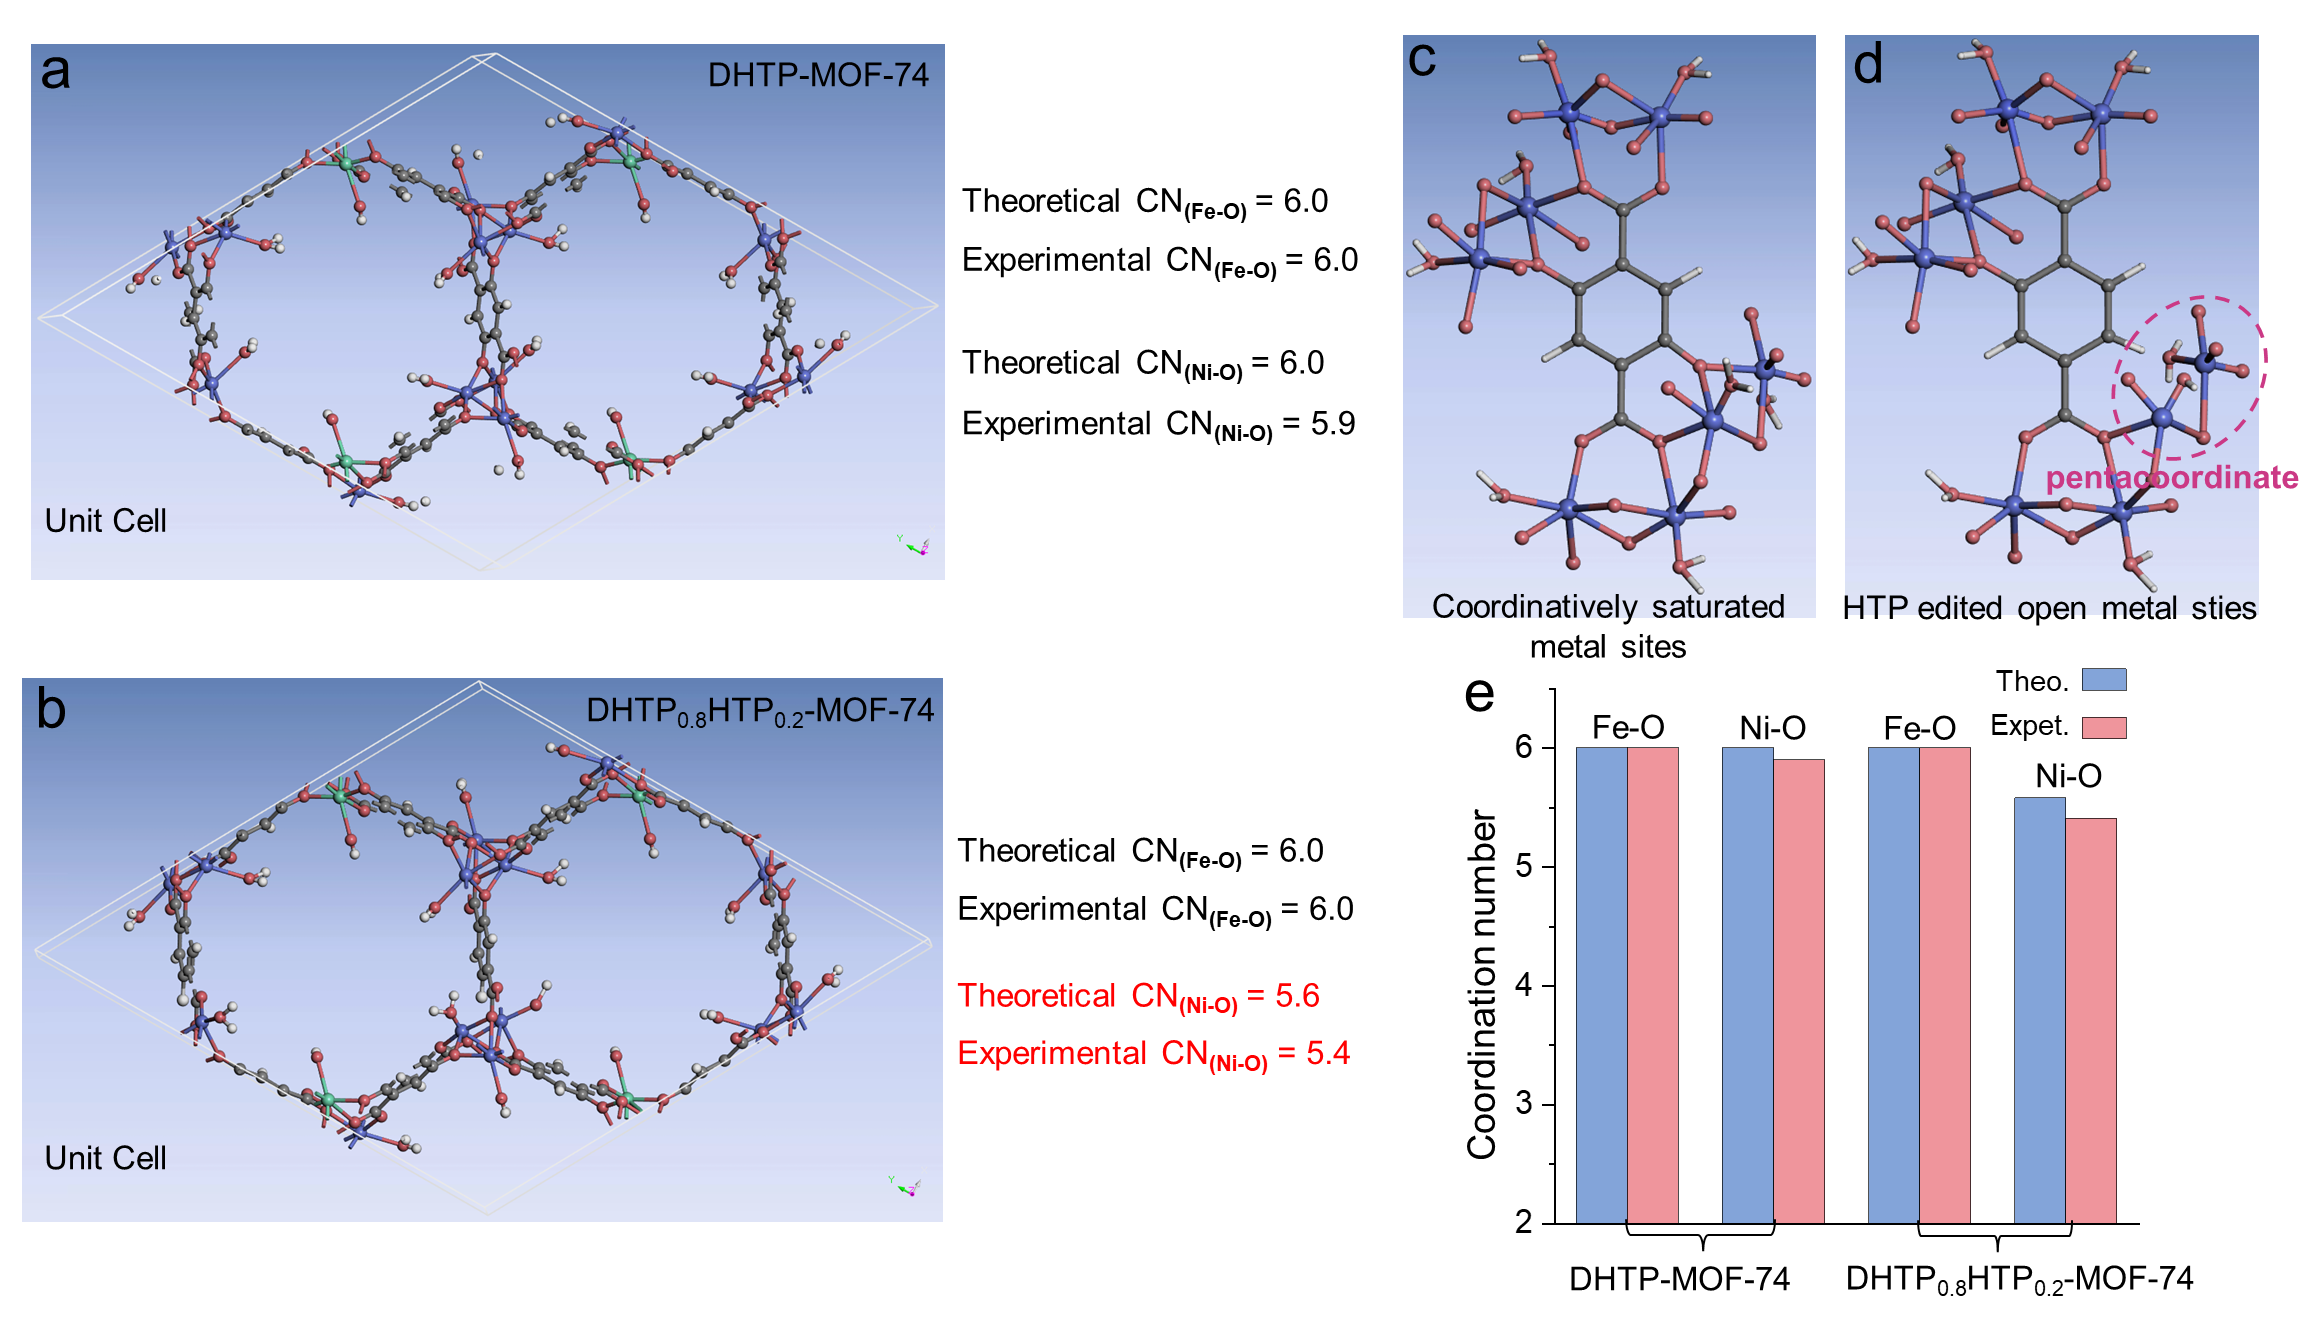 a
DHTP-MOF-74
Unit Cell
Y
Theoretical CN(Fe-O) = 6.0
Experimental CN(Fe-O) = 6.0
Theoretical CN(Ni-O) = 6.0
Experimental CN(Ni-O) = 5.9
b
DHTP0.8HTP0.2-MOF-74
Unit Cell
Y
Theoretical CN(Fe-O) = 6.0
Experimental CN(Fe-O) = 6.0
Theoretical CN(Ni-O) = 5.6
Experimental CN(Ni-O) = 5.4
c
Coordinatively saturated
metal sites
d
pentacoordinate
HTP edited open metal sties
e
Theo.
Expet.
Fe-O
Ni-O
Fe-O
Ni-O
Coordination number
6
5
4
3
2
DHTP-MOF-74
DHTP0.8HTP0.2-MOF-74